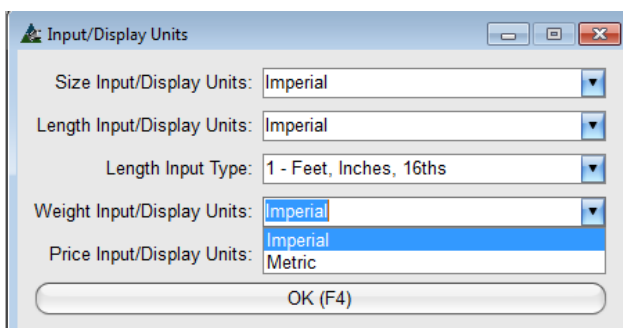 Input/Display Units
Size Input/Display Units: Imperial
Length Input/Display Units: Imperial
Length Input Type: 1 - Feet, Inches, 16ths
Weight Input/Display Units: Imperial
Imperial
Price Input/Display Units:
Metric
OK (F4)